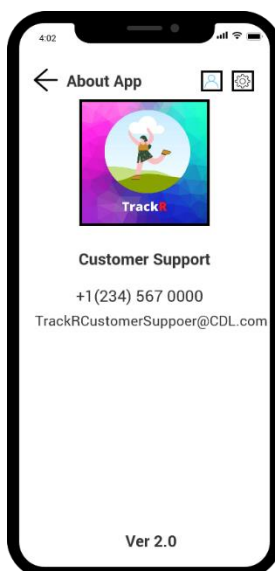 4:02
About App
TrackR
Customer Support
+1(234) 567 0000
TrackRCustomerSuppoer@CDL.com
Ver 2.0